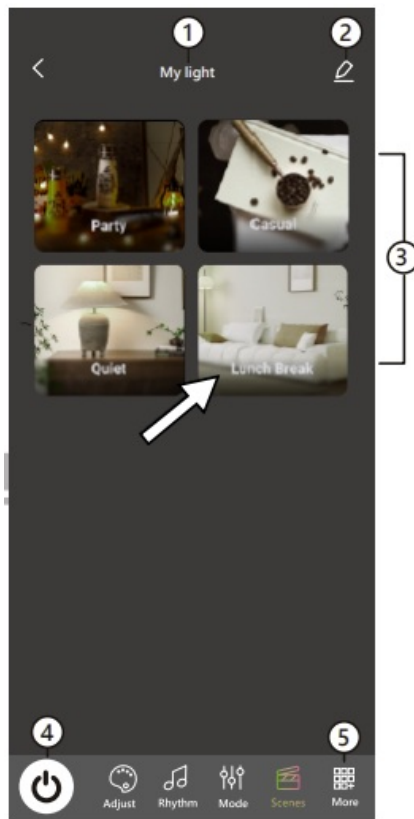 1
2
My light
Party
Casual
3
Quiet
Lunch Break
4
5
Adjust
Rhythm
Mode
Scenes
More